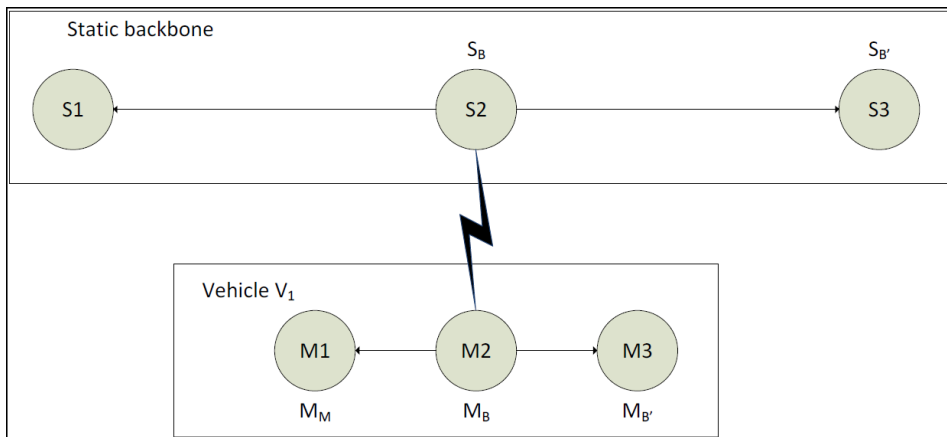 Static backbone
S_B
S_B'
S1
S2
S3
Vehicle V_1
M1
M2
M3
M_M
M_B
M_B'